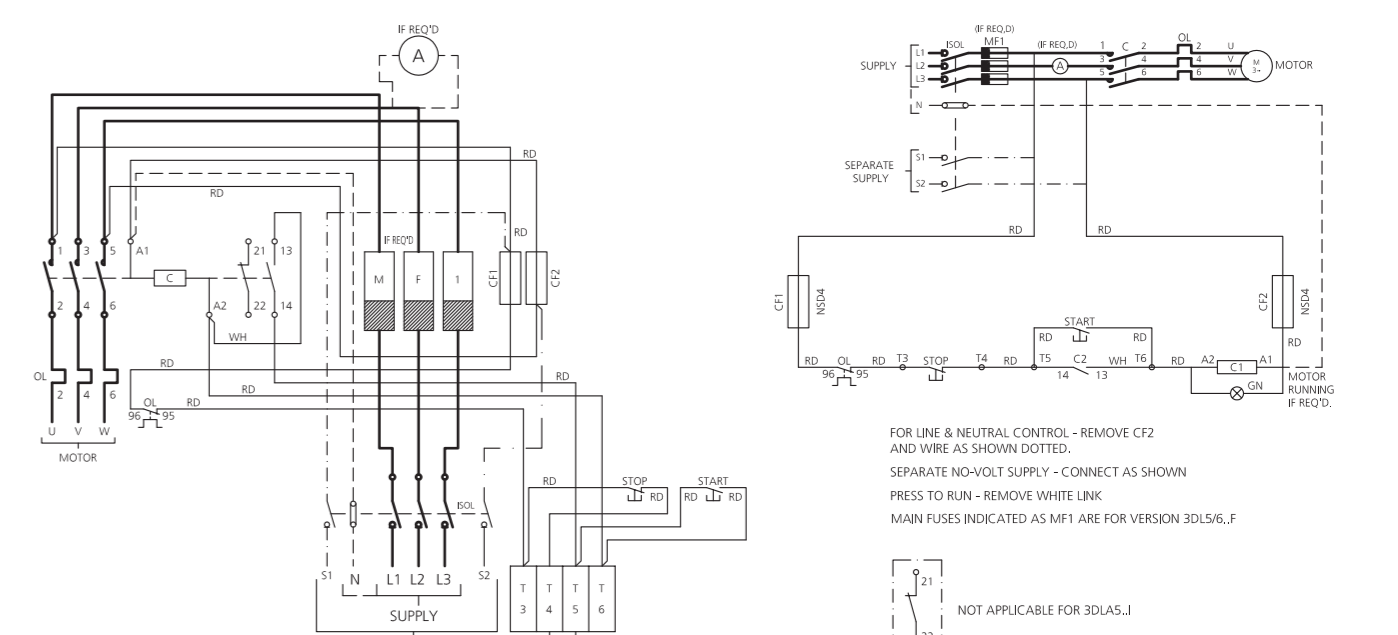 IF REQ'D
A
RD
RD
1 3 5 A1
21 13
C
2 4 6
A2 22 14
WH
IF REQ'D
M F 1
RD
CF1
CF2
RD
RD
RD
OL
2 4 6
OL
96 95
RD
U V W
MOTOR
RD STOP RD
RD START RD
ISOL
S1 N L1 L2 L3 S2
SUPPLY
T 3
T 4
T 5
T 6
(IF REQ,D)
ISOL MF1 (IF REQ,D) 1 C 2 OL 2 U
L1
SUPPLY L2 A 3 4 4 V M 3~ MOTOR
L3 5 6 6 W
N
SEPARATE
SUPPLY
S1
S2
RD RD
CF1 NSD4
CF2 NSD4
START
RD RD RD
RD OL RD T3 STOP T4 RD T5 C2 WH T6 RD A2 C1 A1
96 95 14 13
GN
MOTOR
RUNNING
IF REQ'D.
FOR LINE & NEUTRAL CONTROL - REMOVE CF2
AND WIRE AS SHOWN DOTTED.
SEPARATE NO-VOLT SUPPLY - CONNECT AS SHOWN
PRESS TO RUN - REMOVE WHITE LINK
MAIN FUSES INDICATED AS MF1 ARE FOR VERSION 3DL5/6..F
21
NOT APPLICABLE FOR 3DLA5..I